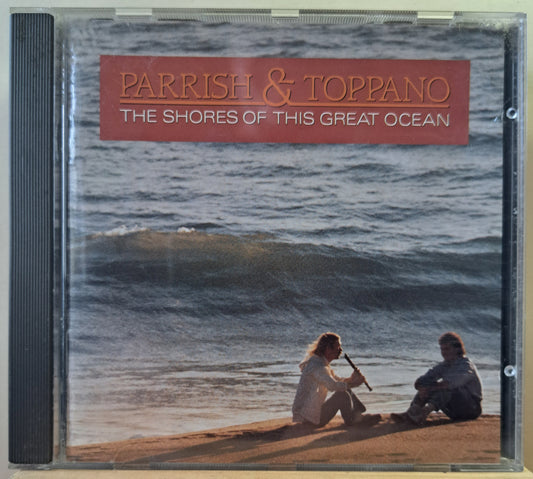 PARRISH & TOPPANO
THE SHORES OF THIS GREAT OCEAN